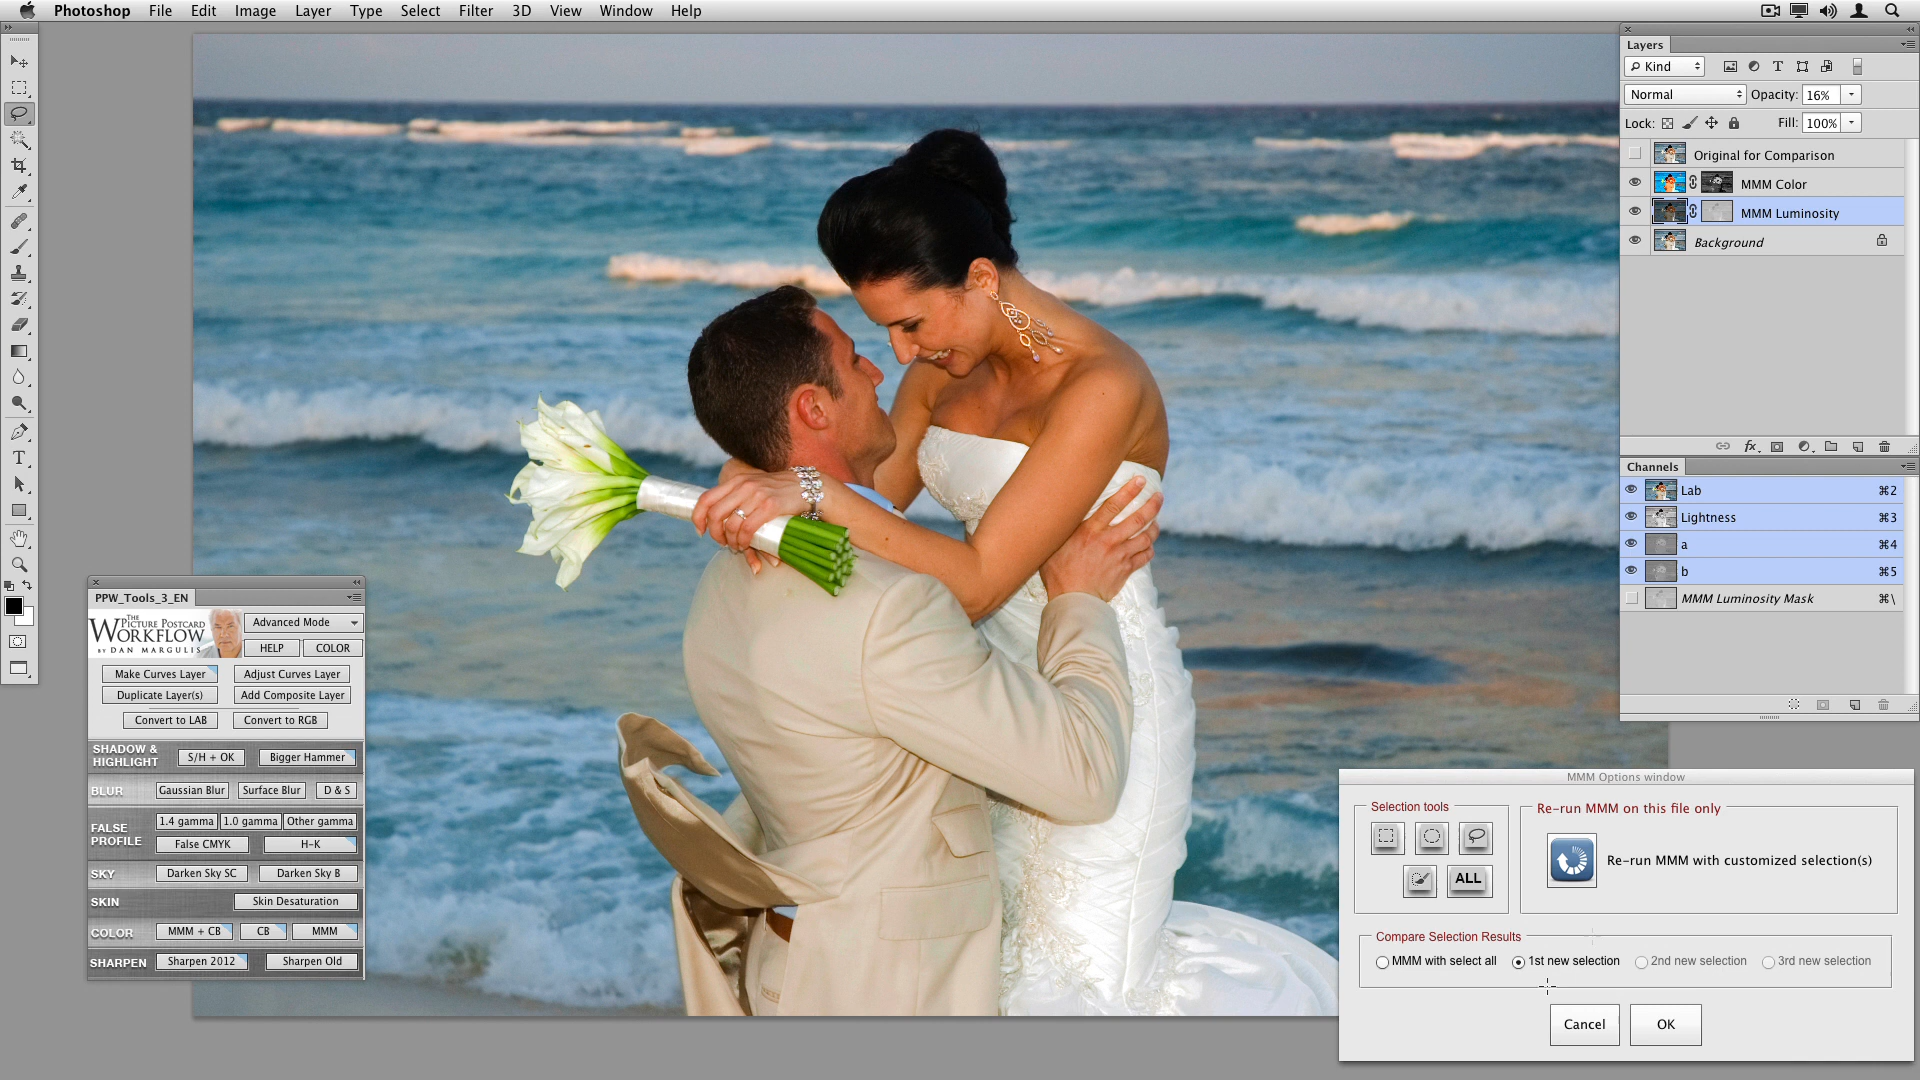 Photoshop File Edit Image Layer Type Select Filter 3D View Window Help
Layers
Kind
Normal Opacity: 16%
Lock: Fill: 100%
Original for Comparison
MMM Color
MMM Luminosity
Background
fx
Channels
Lab ⌘2
Lightness ⌘3
a ⌘4
b ⌘5
MMM Luminosity Mask ⌘\
PPW_Tools_3_EN
THE
PICTURE POSTCARD
WORKFLOW
BY DAN MARGULIS
Advanced Mode
HELP COLOR
Make Curves Layer Adjust Curves Layer
Duplicate Layer(s) Add Composite Layer
Convert to LAB Convert to RGB
SHADOW &
HIGHLIGHT
S/H + OK Bigger Hammer
BLUR Gaussian Blur Surface Blur D & S
FALSE
PROFILE
1.4 gamma 1.0 gamma Other gamma
False CMYK H-K
SKY Darken Sky SC Darken Sky B
SKIN Skin Desaturation
COLOR MMM + CB CB MMM
SHARPEN Sharpen 2012 Sharpen Old
MMM Options window
Selection tools
ALL
Re-run MMM on this file only
Re-run MMM with customized selection(s)
Compare Selection Results
MMM with select all 1st new selection 2nd new selection 3rd new selection
Cancel OK